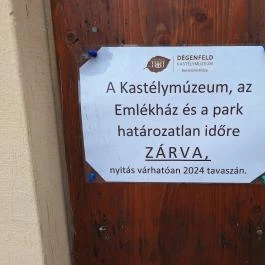 DÉGENFELD
KASTÉLYMÚZEUM
A Kastélymúzeum, az
Emlékház és a park
határozatlan időre
ZÁRVA,
nyitás várhatóan 2024 tavaszán.